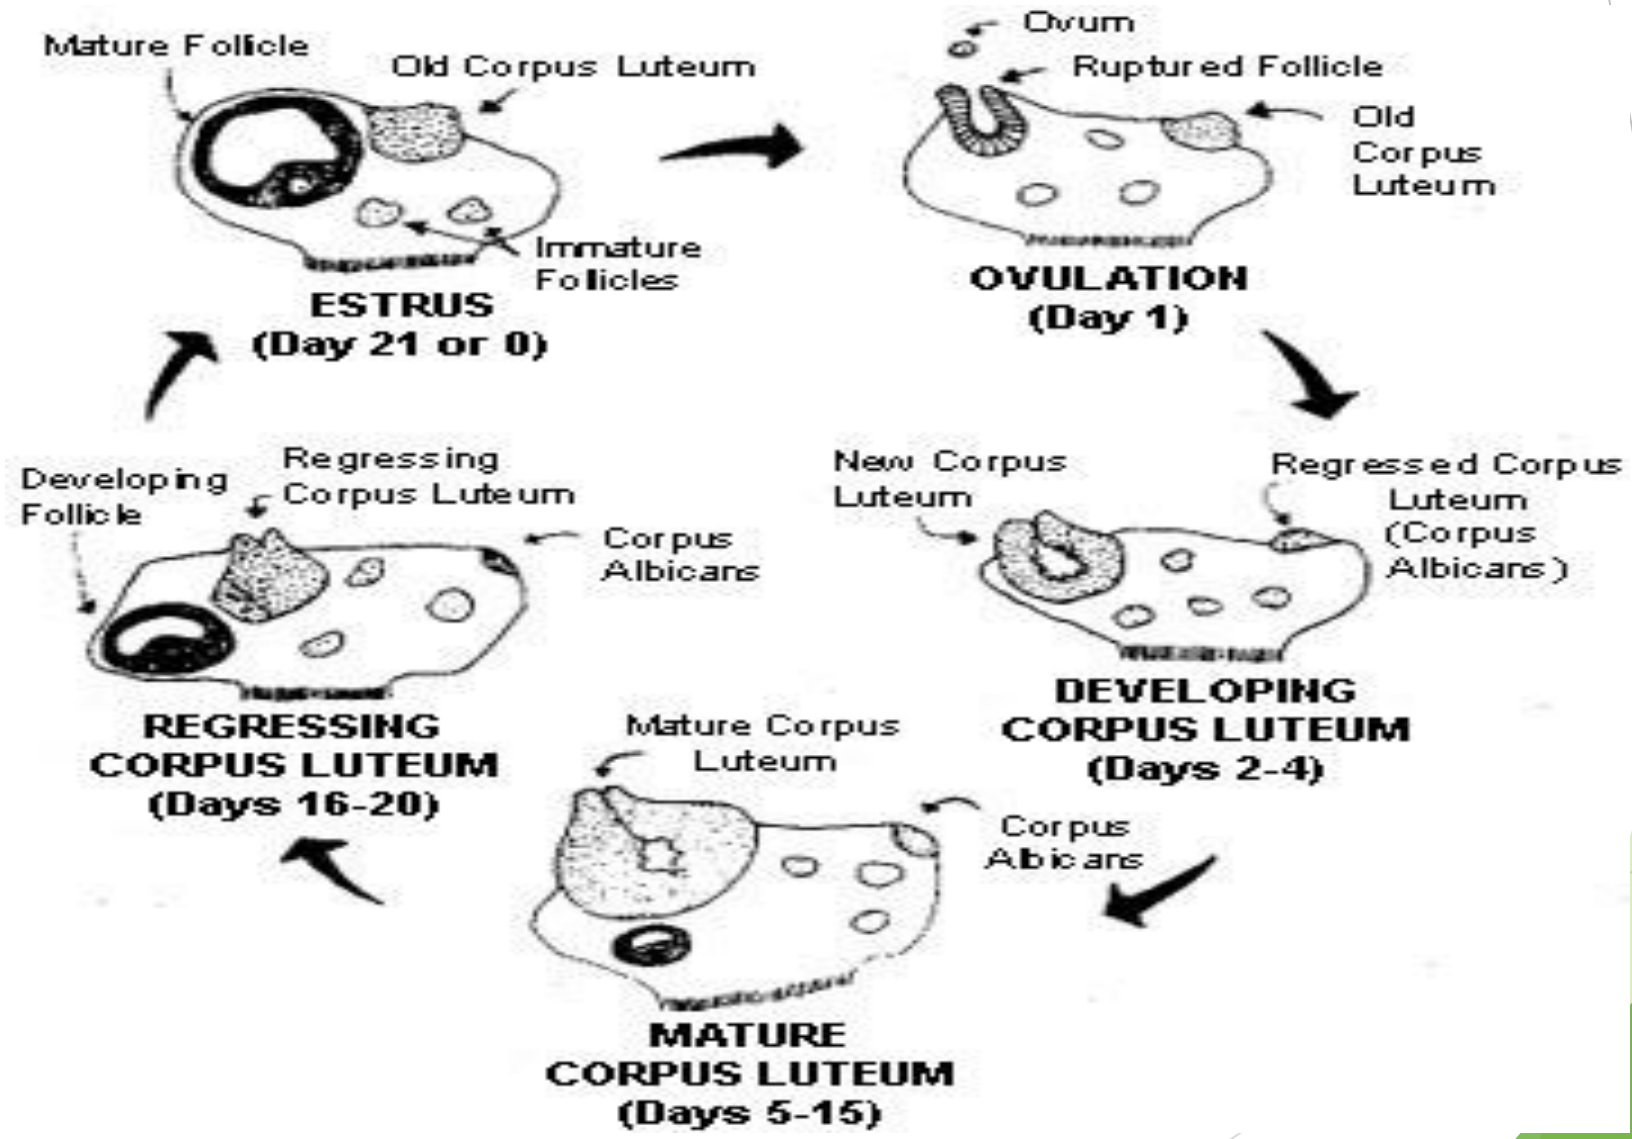 Mature Follicle
Old Corpus Luteum
Immature
Follicles
ESTRUS
(Day 21 or 0)
Ovum
Ruptured Follicle
Old
Corpus
Luteum
OVULATION
(Day 1)
New Corpus
Luteum
Regressed Corpus
Luteum
(Corpus
Albicans)
DEVELOPING
CORPUS LUTEUM
(Days 2-4)
Mature Corpus
Luteum
Corpus
Albicans
MATURE
CORPUS LUTEUM
(Days 5-15)
Developing
Follicle
Regressing
Corpus Luteum
Corpus
Albicans
REGRESSING
CORPUS LUTEUM
(Days 16-20)